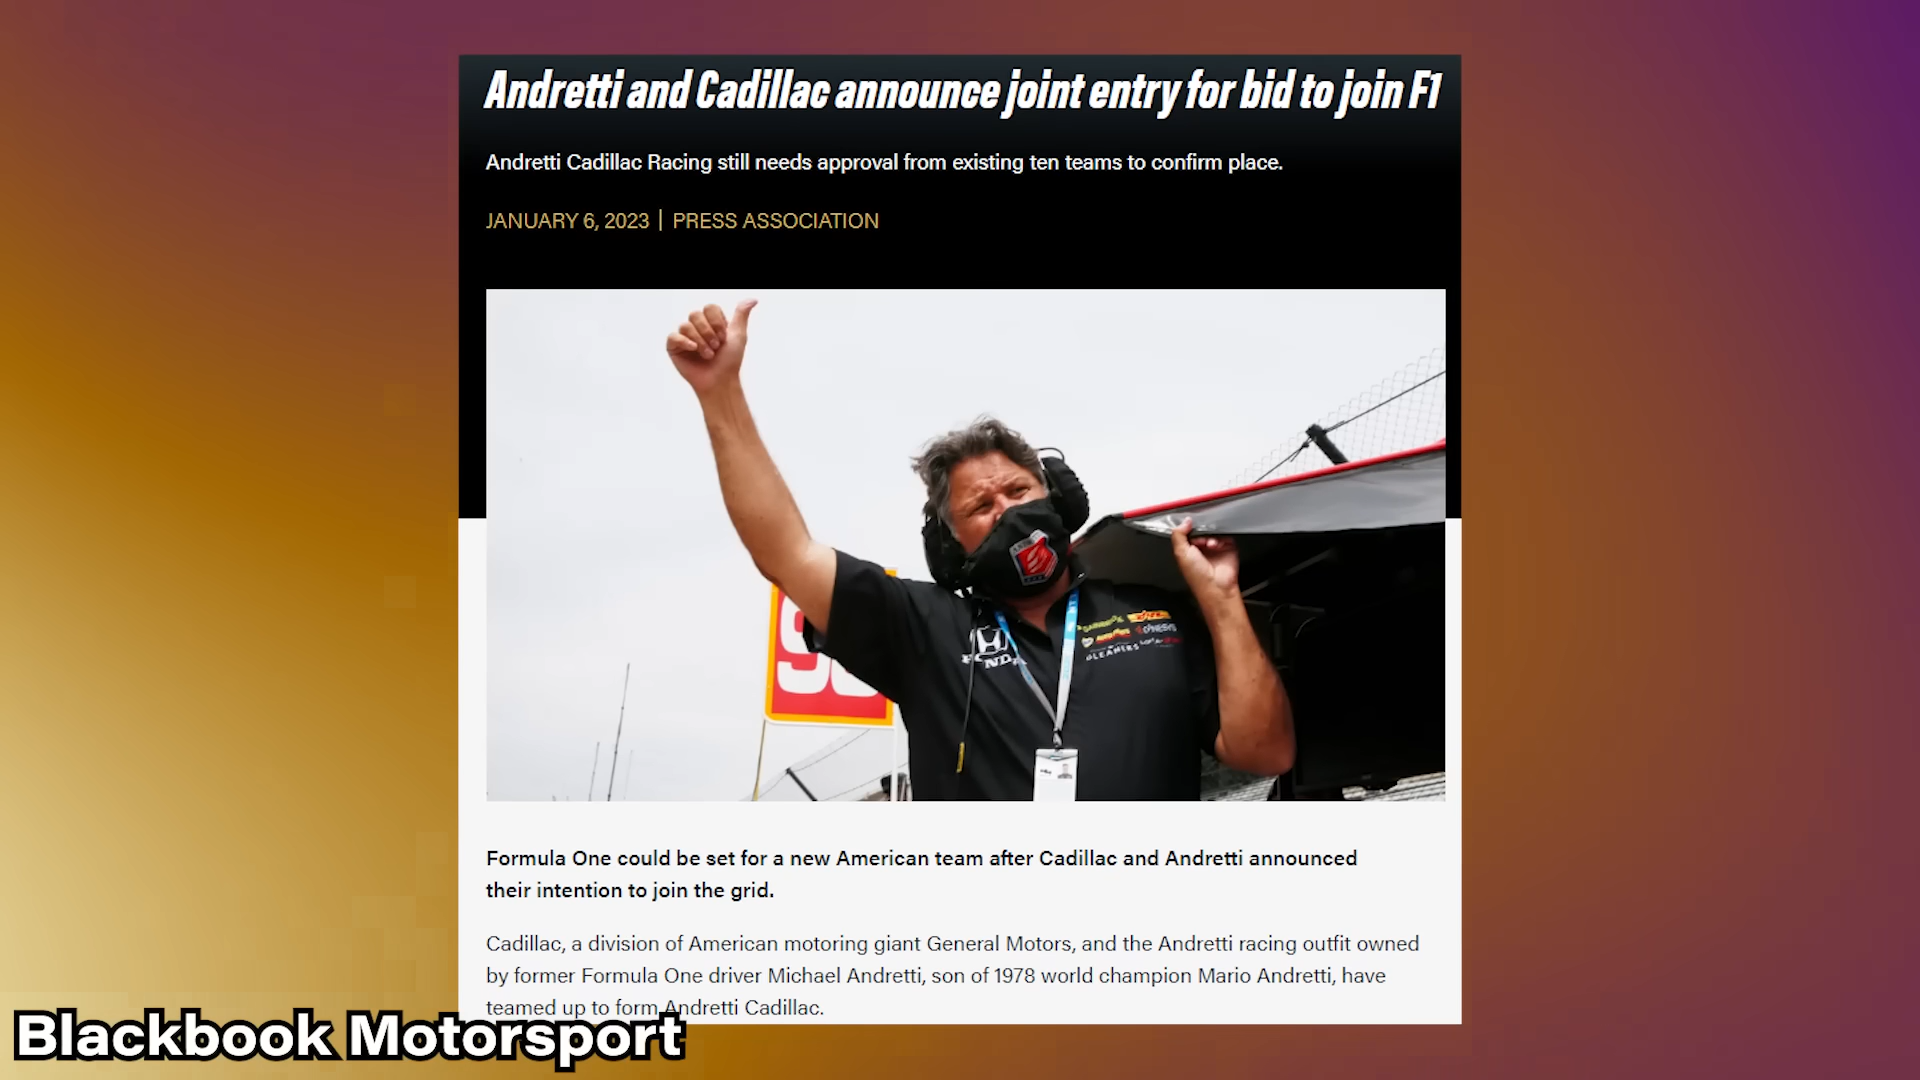 Andretti and Cadillac announce joint entry for bid to join F1
Andretti Cadillac Racing still needs approval from existing ten teams to confirm place.
JANUARY 6, 2023 | PRESS ASSOCIATION
HONDA
Formula One could be set for a new American team after Cadillac and Andretti announced
their intention to join the grid.
Cadillac, a division of American motoring giant General Motors, and the Andretti racing outfit owned
by former Formula One driver Michael Andretti, son of 1978 world champion Mario Andretti, have
teamed up to form Andretti Cadillac.
Blackbook Motorsport